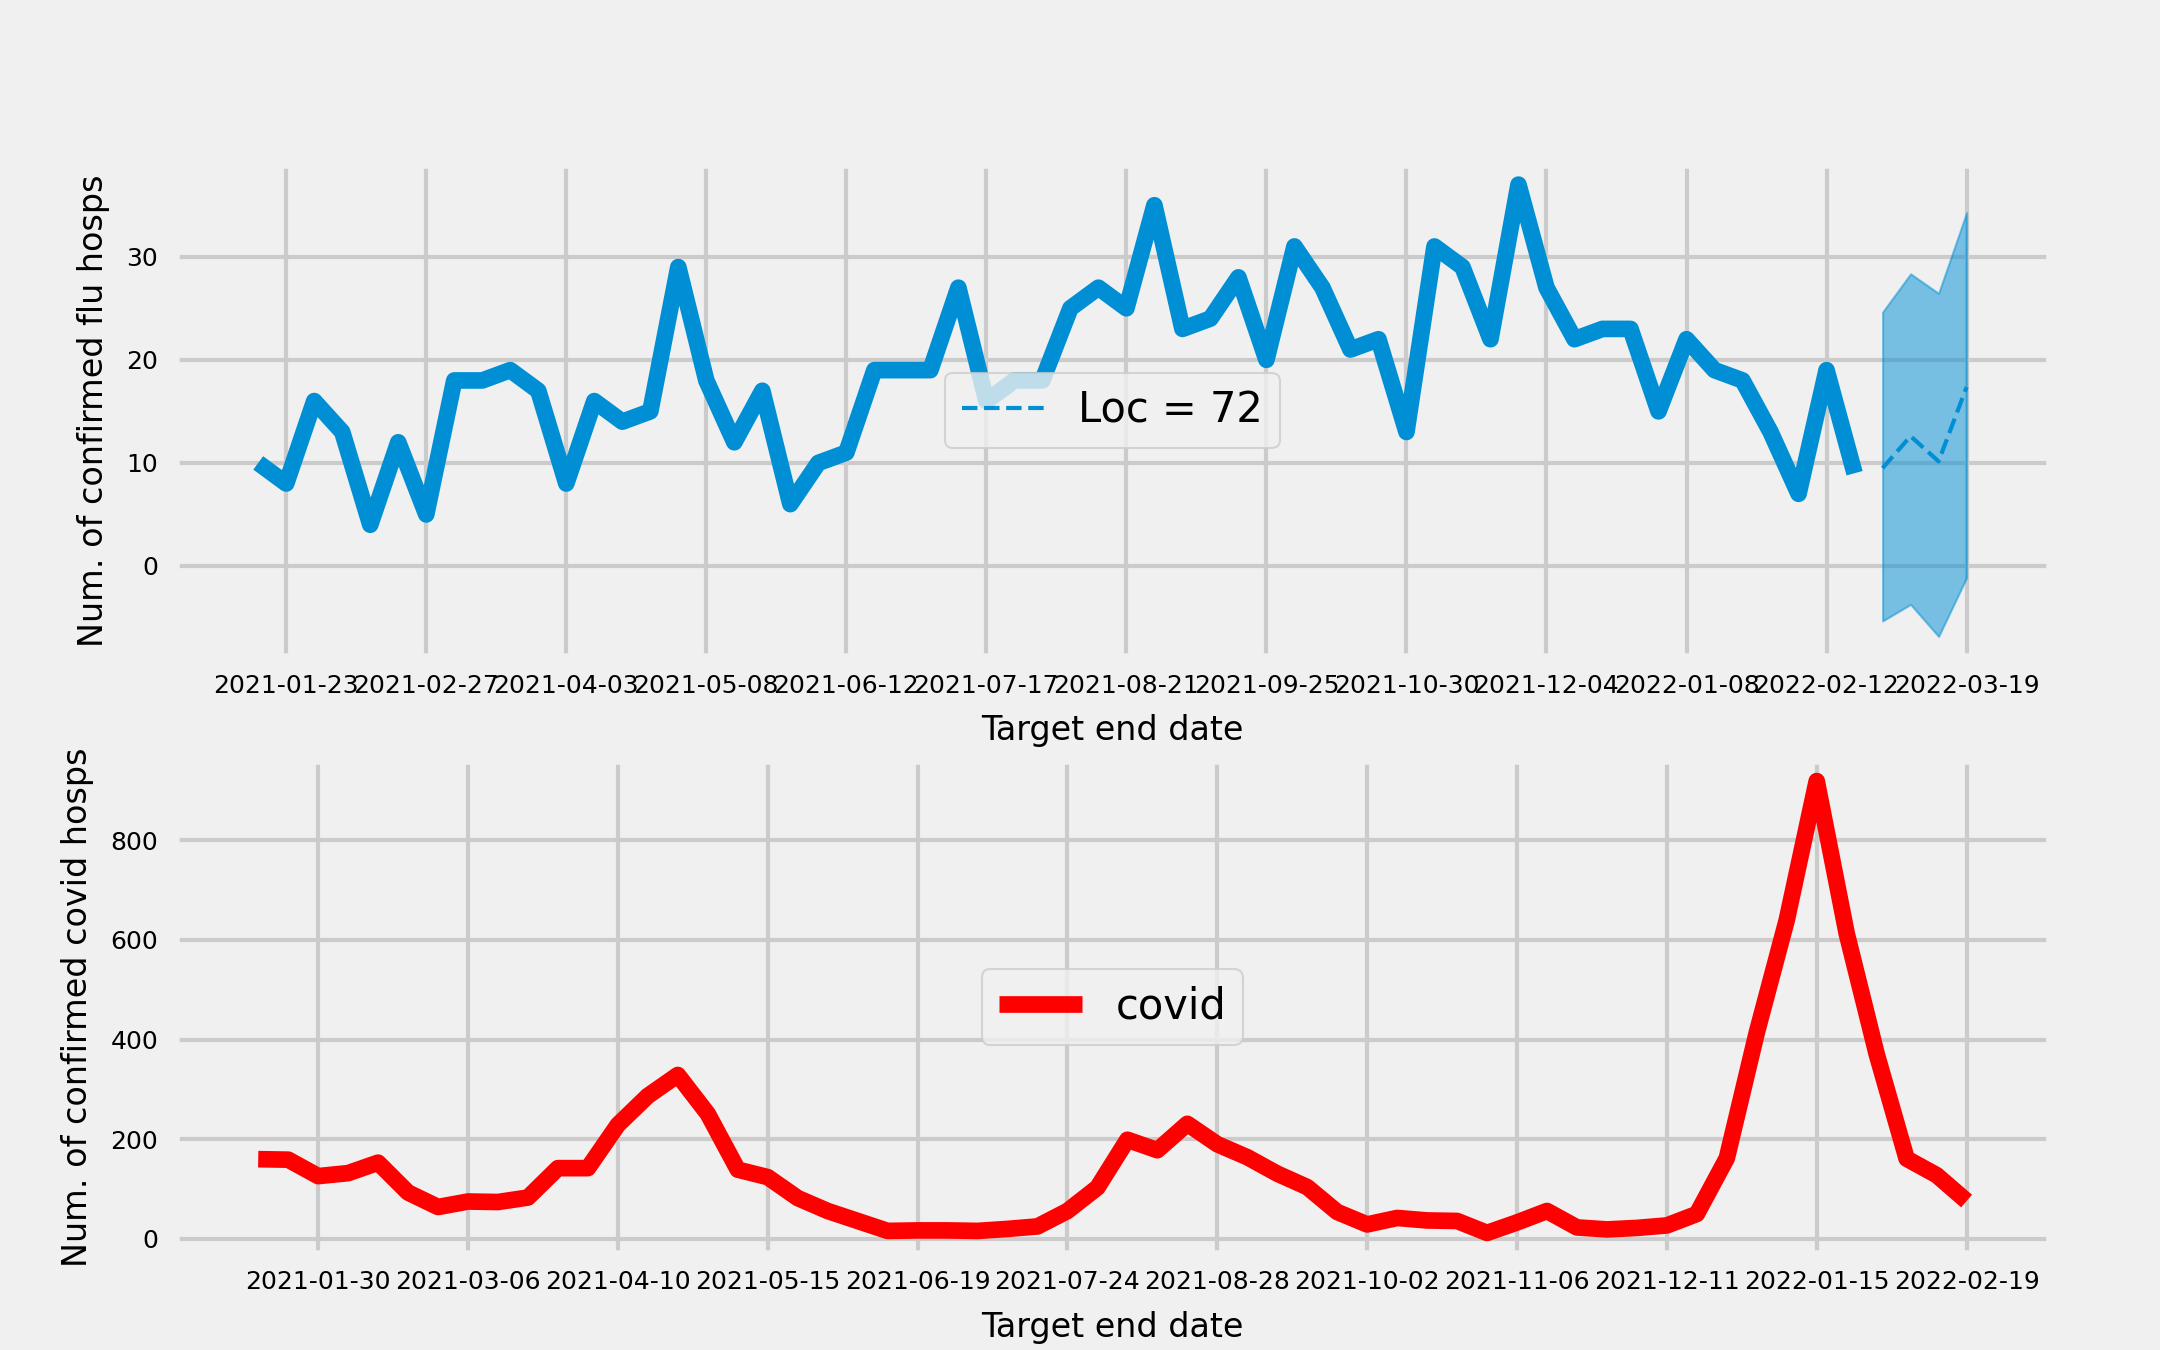 Num. of confirmed flu hosps
30
20
10
0
Loc = 72
2021-01-23 2021-02-27 2021-04-03 2021-05-08 2021-06-12 2021-07-17 2021-08-21 2021-09-25 2021-10-30 2021-12-04 2022-01-08 2022-02-12 2022-03-19
Target end date
Num. of confirmed covid hosps
800
600
400
200
0
covid
2021-01-30 2021-03-06 2021-04-10 2021-05-15 2021-06-19 2021-07-24 2021-08-28 2021-10-02 2021-11-06 2021-12-11 2022-01-15 2022-02-19
Target end date